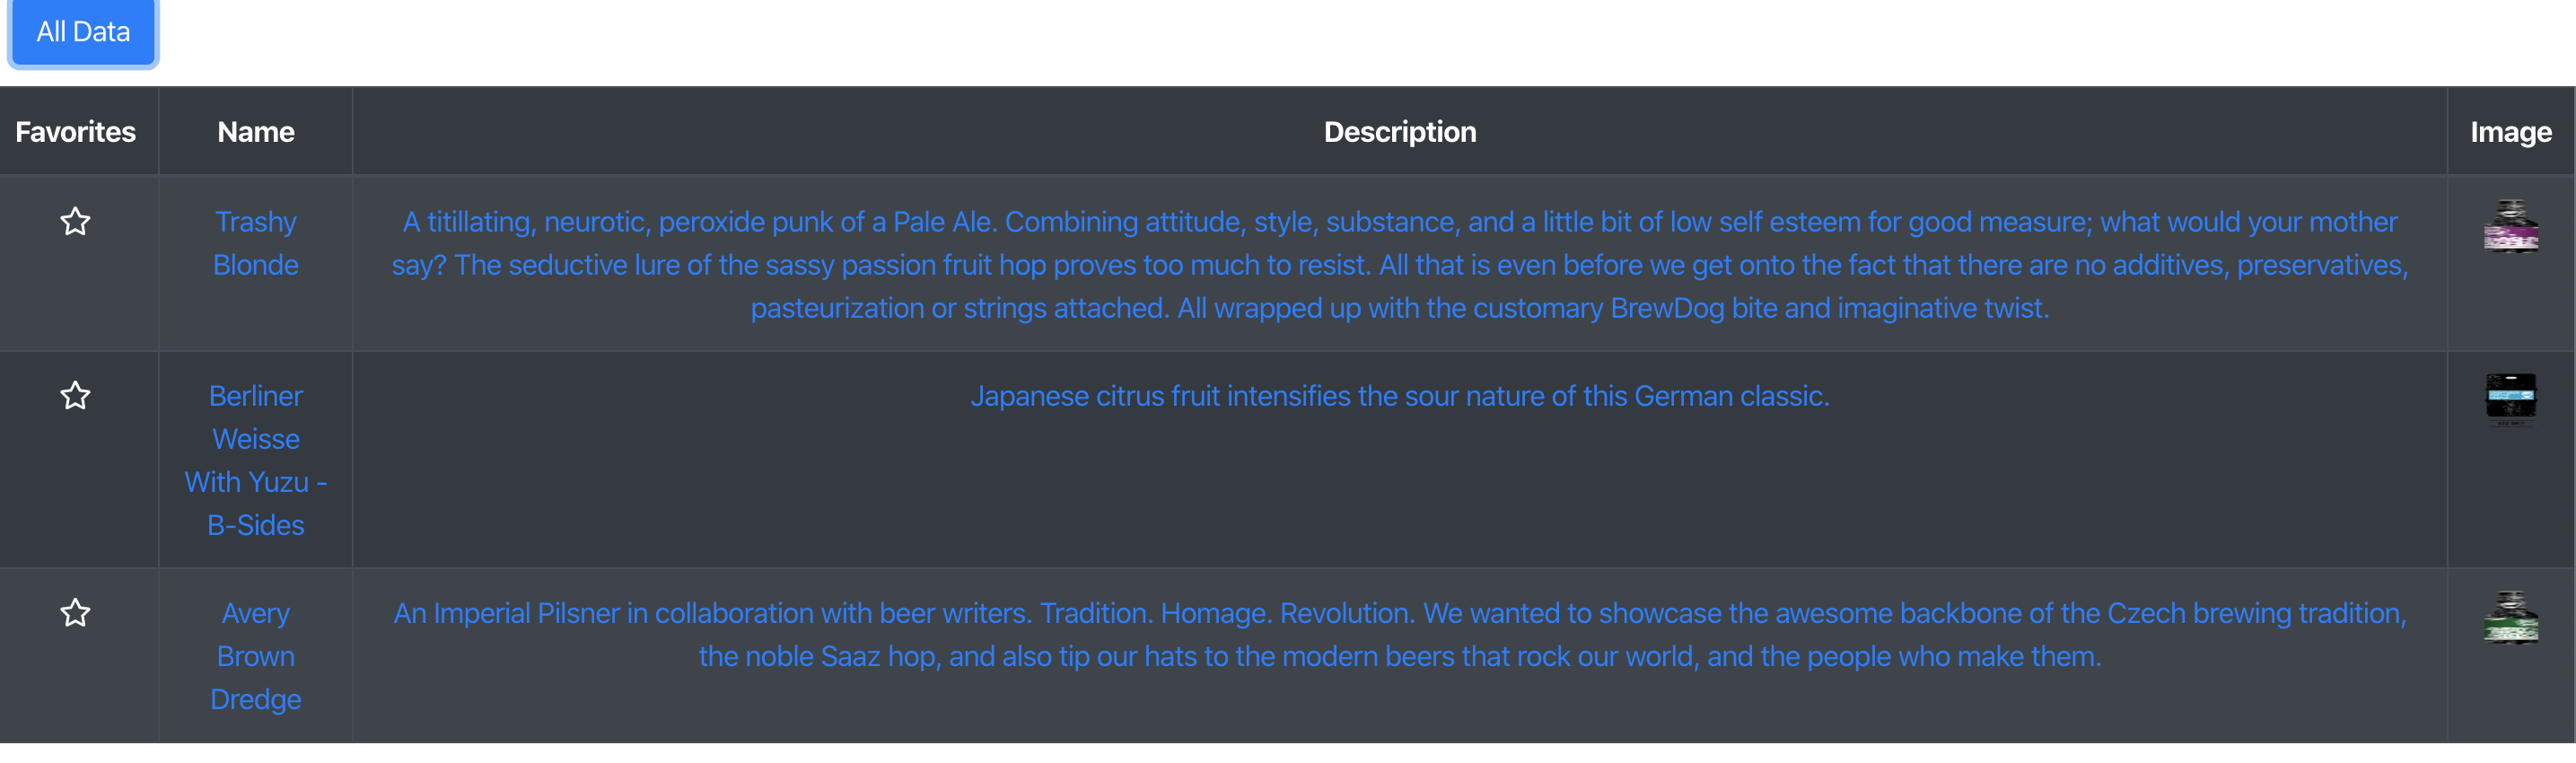 All Data
Favorites
Name
Description
Image
Trashy
Blonde
A titillating, neurotic, peroxide punk of a Pale Ale. Combining attitude, style, substance, and a little bit of low self esteem for good measure; what would your mother
say? The seductive lure of the sassy passion fruit hop proves too much to resist. All that is even before we get onto the fact that there are no additives, preservatives,
pasteurization or strings attached. All wrapped up with the customary BrewDog bite and imaginative twist.
Berliner
Weisse
With Yuzu -
B-Sides
Japanese citrus fruit intensifies the sour nature of this German classic.
Avery
Brown
Dredge
An Imperial Pilsner in collaboration with beer writers. Tradition. Homage. Revolution. We wanted to showcase the awesome backbone of the Czech brewing tradition,
the noble Saaz hop, and also tip our hats to the modern beers that rock our world, and the people who make them.